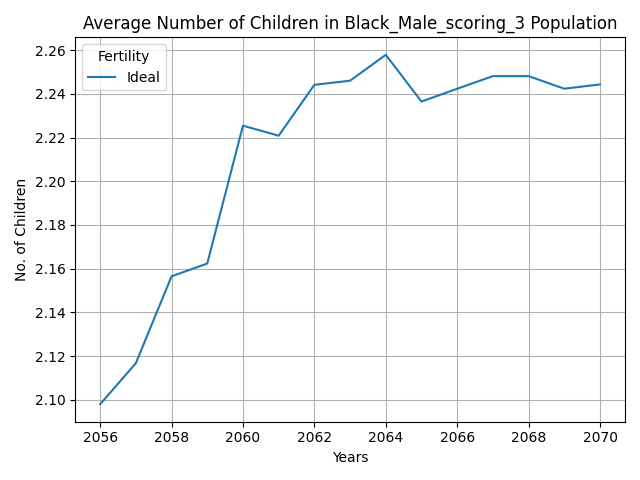 Average Number of Children in Black_Male_scoring_3 Population
Fertility
Ideal
2.26
2.24
2.22
2.20
2.18
2.16
2.14
2.12
2.10
No. of Children
2056 2058 2060 2062 2064 2066 2068 2070
Years